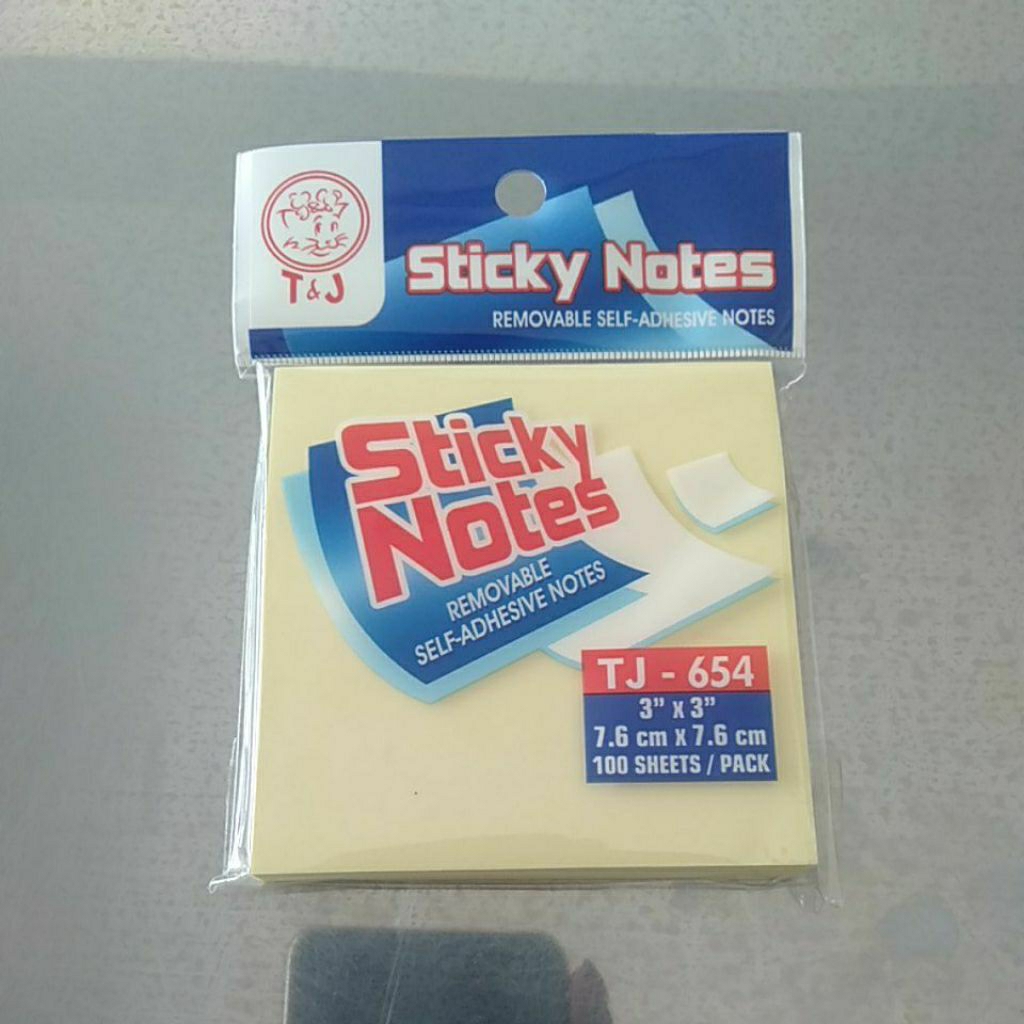 T&J
Sticky Notes
REMOVABLE SELF-ADHESIVE NOTES
Sticky
Notes
REMOVABLE
SELF-ADHESIVE NOTES
TJ - 654
3” X 3”
7.6 cm X 7.6 cm
100 SHEETS / PACK